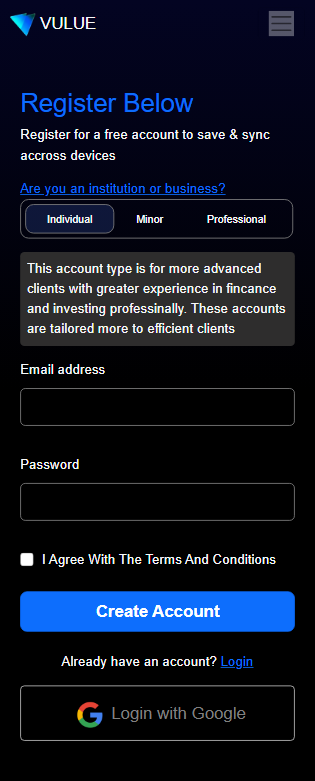 VULUE
Register Below
Register for a free account to save & sync
accross devices
Are you an institution or business?
Individual Minor Professional
This account type is for more advanced
clients with greater experience in fincance
and investing professinally. These accounts
are tailored more to efficient clients
Email address
Password
I Agree With The Terms And Conditions
Create Account
Already have an account? Login
Login with Google